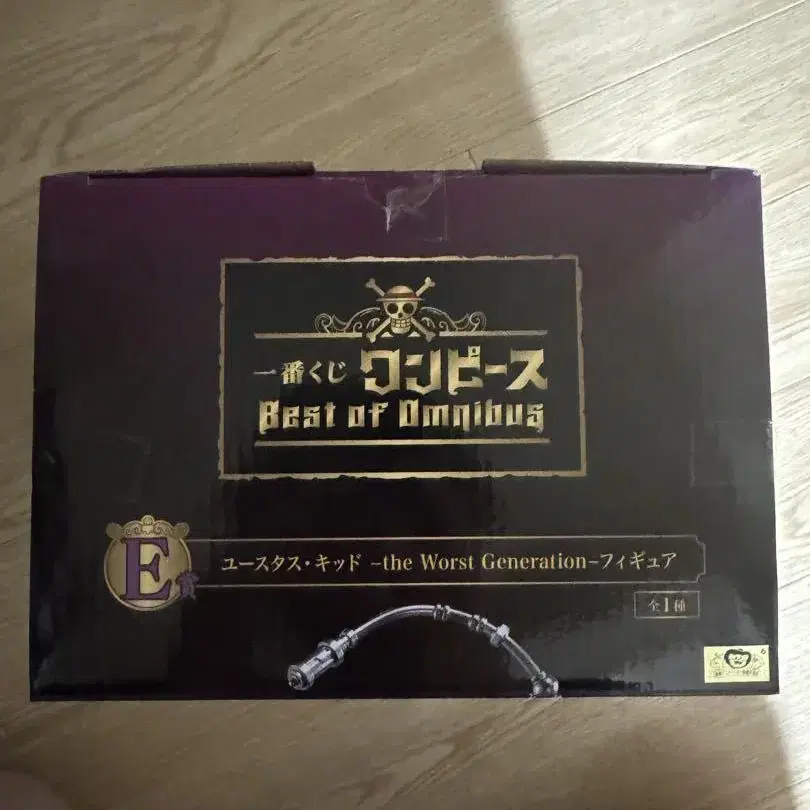 一番くじ ワンピース
Best of Omnibus
E賞 ユースタス・キッド -the Worst Generation-フィギュア
全1種